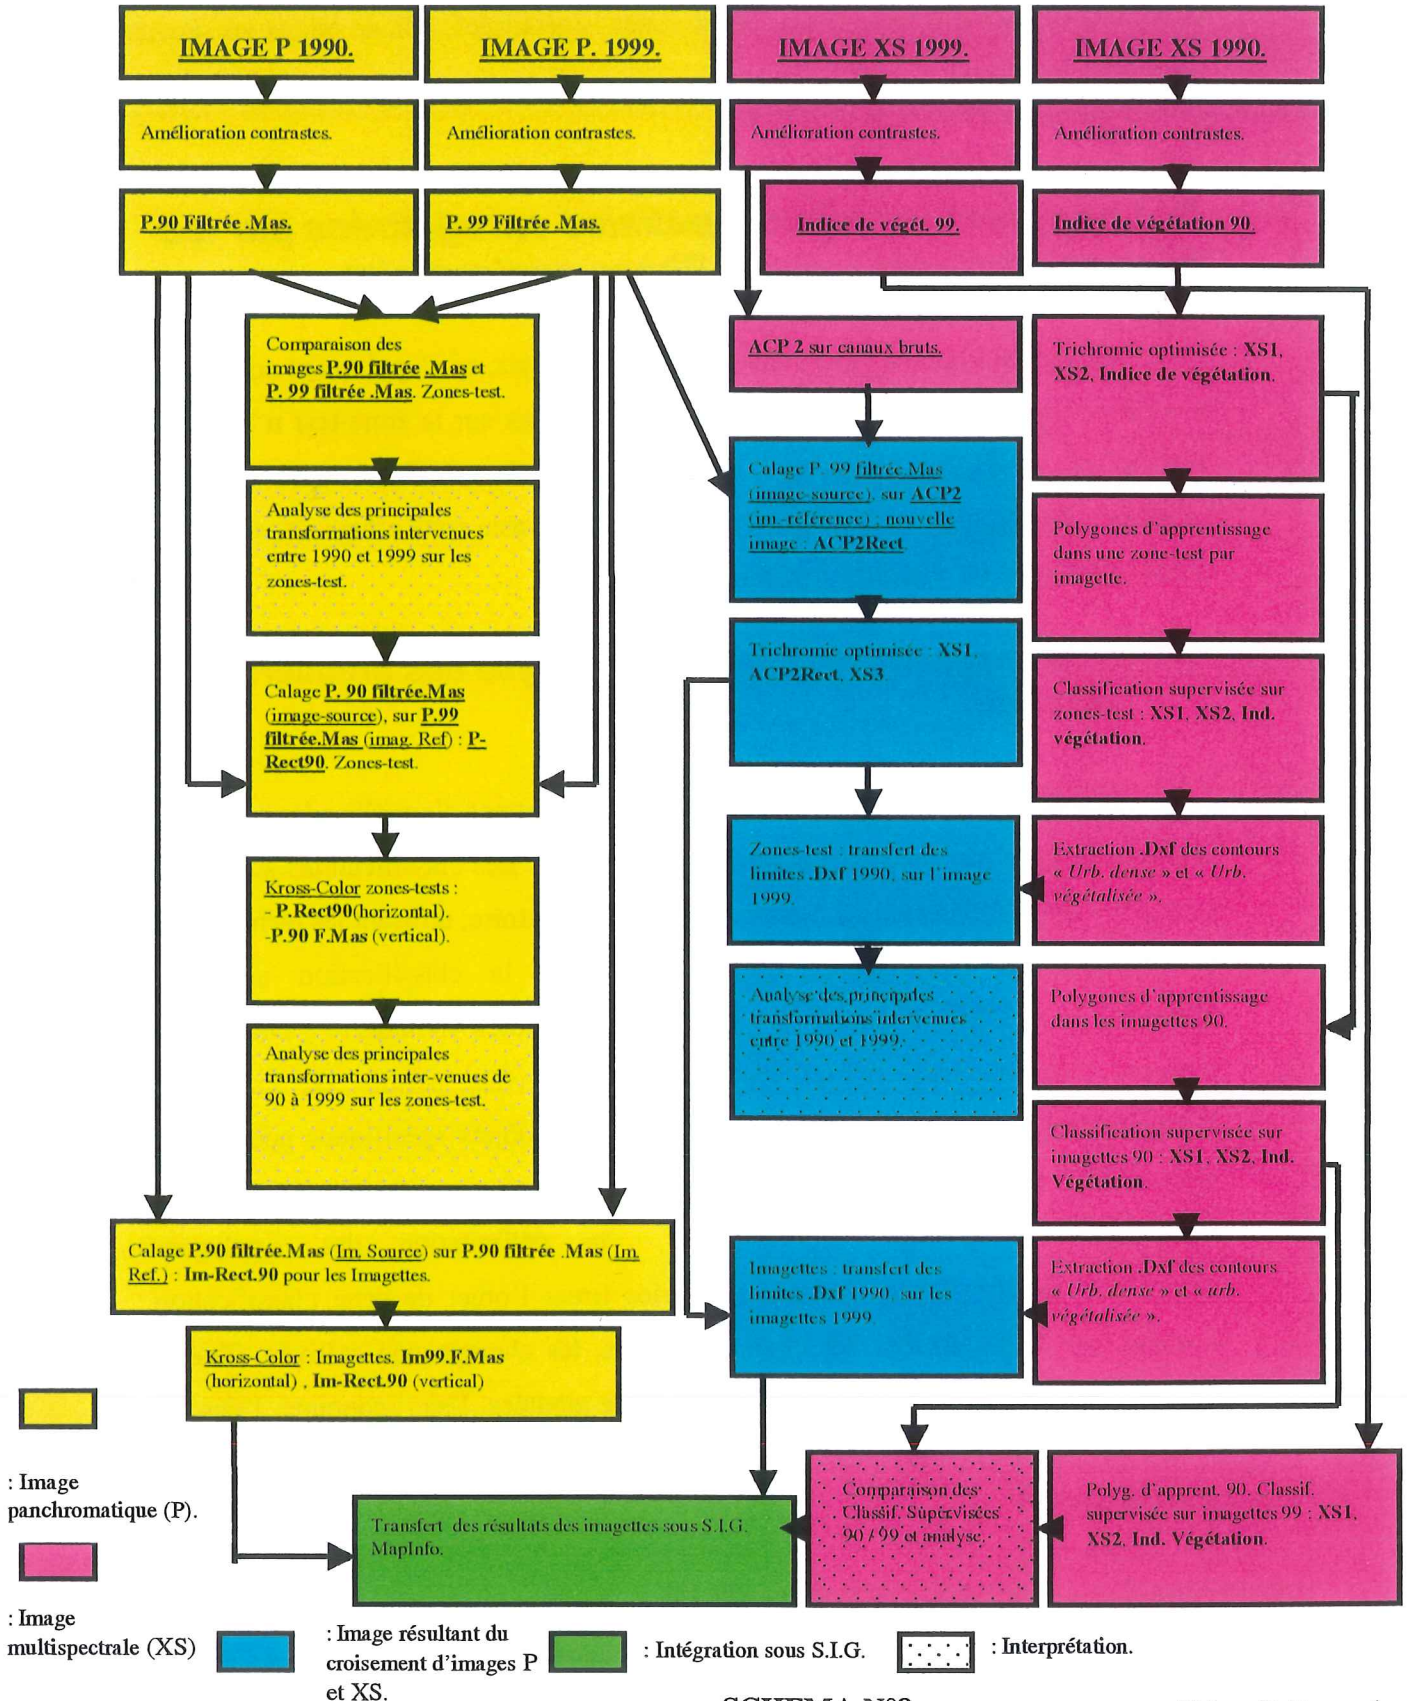 IMAGE P 1990.
IMAGE P. 1999.
IMAGE XS 1999.
IMAGE XS 1990.
Amélioration contrastes.
Amélioration contrastes.
Amélioration contrastes.
Amélioration contrastes.
P.90 Filtrée .Mas.
P. 99 Filtrée .Mas.
Indice de végét. 99.
Indice de végétation 90.
Comparaison des
images P.90 filtrée .Mas et
P. 99 filtrée .Mas. Zones-test.
ACP 2 sur canaux bruts.
Trichromie optimisée : XS1,
XS2, Indice de végétation.
Analyse des principales
transformations intervenues
entre 1990 et 1999 sur les
zones-test.
Calage P. 99 filtrée.Mas
(image-source), sur ACP2
(im.-référence) ; nouvelle
image : ACP2Rect.
Polygones d'apprentissage
dans une zone-test par
imagette.
Calage P. 90 filtrée.Mas
(image-source), sur P.99
filtrée.Mas (imag. Ref) : P-
Rect90. Zones-test.
Trichromie optimisée : XS1,
ACP2Rect, XS3.
Classification supervisée sur
zones-test : XS1, XS2, Ind.
végétation.
Kross-Color zones-tests :
- P.Rect90(horizontal).
-P.90 F.Mas (vertical).
Zones-test : transfert des
limites .Dxf 1990, sur l'image
1999.
Extraction .Dxf des contours
« Urb. dense » et « Urb.
végétalisée ».
Analyse des principales
transformations inter-venues de
90 à 1999 sur les zones-test.
Analyse des principales
transformations intervenues
entre 1990 et 1999.
Polygones d'apprentissage
dans les imagettes 90.
Classification supervisée sur
imagettes 90 : XS1, XS2, Ind.
Végétation.
Calage P.90 filtrée.Mas (Im. Source) sur P.90 filtrée .Mas (Im.
Ref.) : Im-Rect.90 pour les Imagettes.
Imagettes : transfert des
limites .Dxf 1990, sur les
imagettes 1999.
Extraction .Dxf des contours
« Urb. dense » et « urb.
végétalisée ».
Kross-Color : Imagettes. Im99.F.Mas
(horizontal) , Im-Rect.90 (vertical)
Transfert des résultats des imagettes sous S.I.G.
MapInfo.
Comparaison des
Classif. Supervisées
90 / 99 et analyse.
Polyg. d'apprent. 90. Classif.
supervisée sur imagettes 99 : XS1,
XS2, Ind. Végétation.
: Image
panchromatique (P).
: Image
multispectrale (XS)
: Image résultant du
croisement d'images P
et XS.
: Intégration sous S.I.G.
: Interprétation.